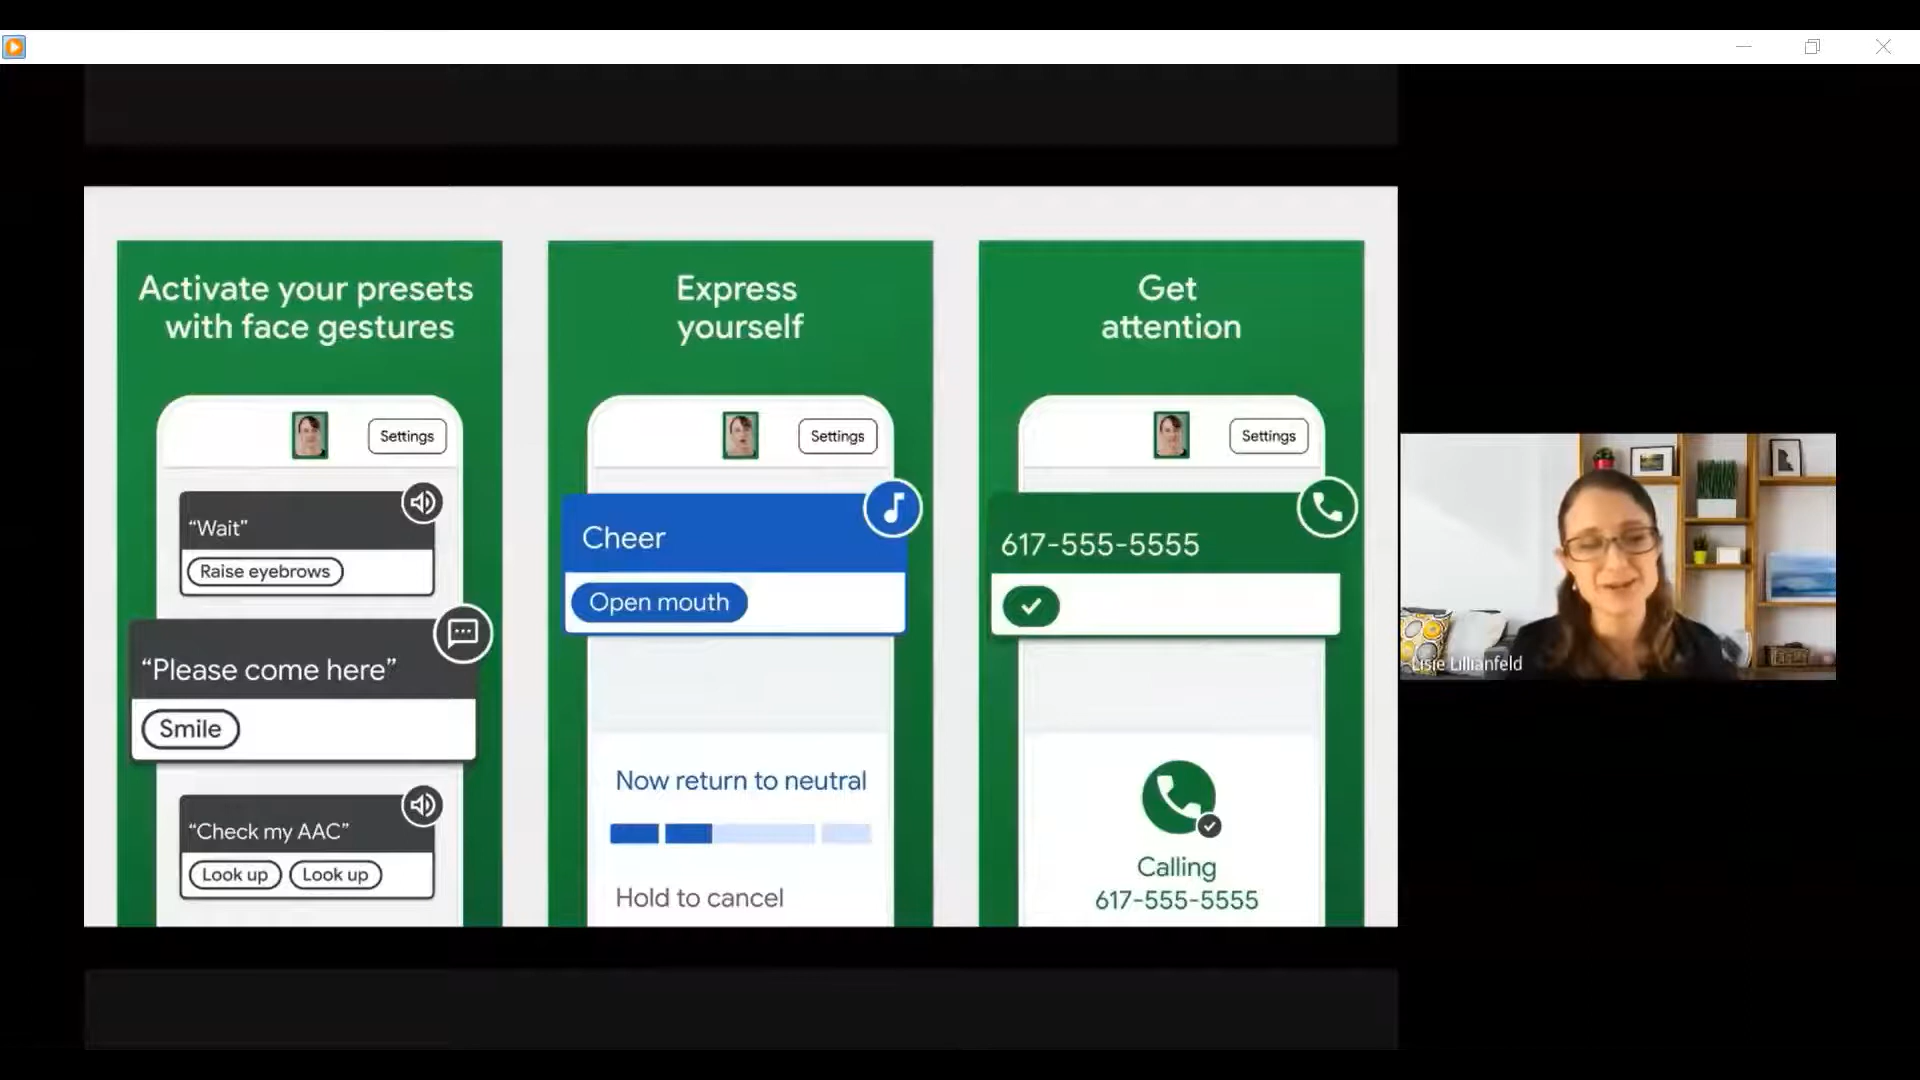 Activate your presets
with face gestures
Settings
“Wait”
Raise eyebrows
“Please come here”
Smile
“Check my AAC”
Look up Look up
Express
yourself
Settings
Cheer
Open mouth
Now return to neutral
Hold to cancel
Get
attention
Settings
617-555-5555
Calling
617-555-5555
Lisie Lillianfeld